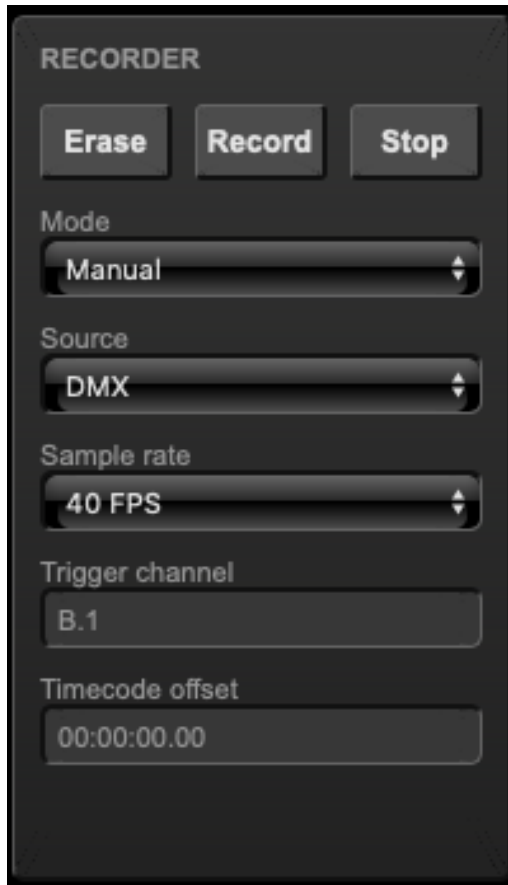 RECORDER
Erase Record Stop
Mode
Manual
Source
DMX
Sample rate
40 FPS
Trigger channel
B.1
Timecode offset
00:00:00.00